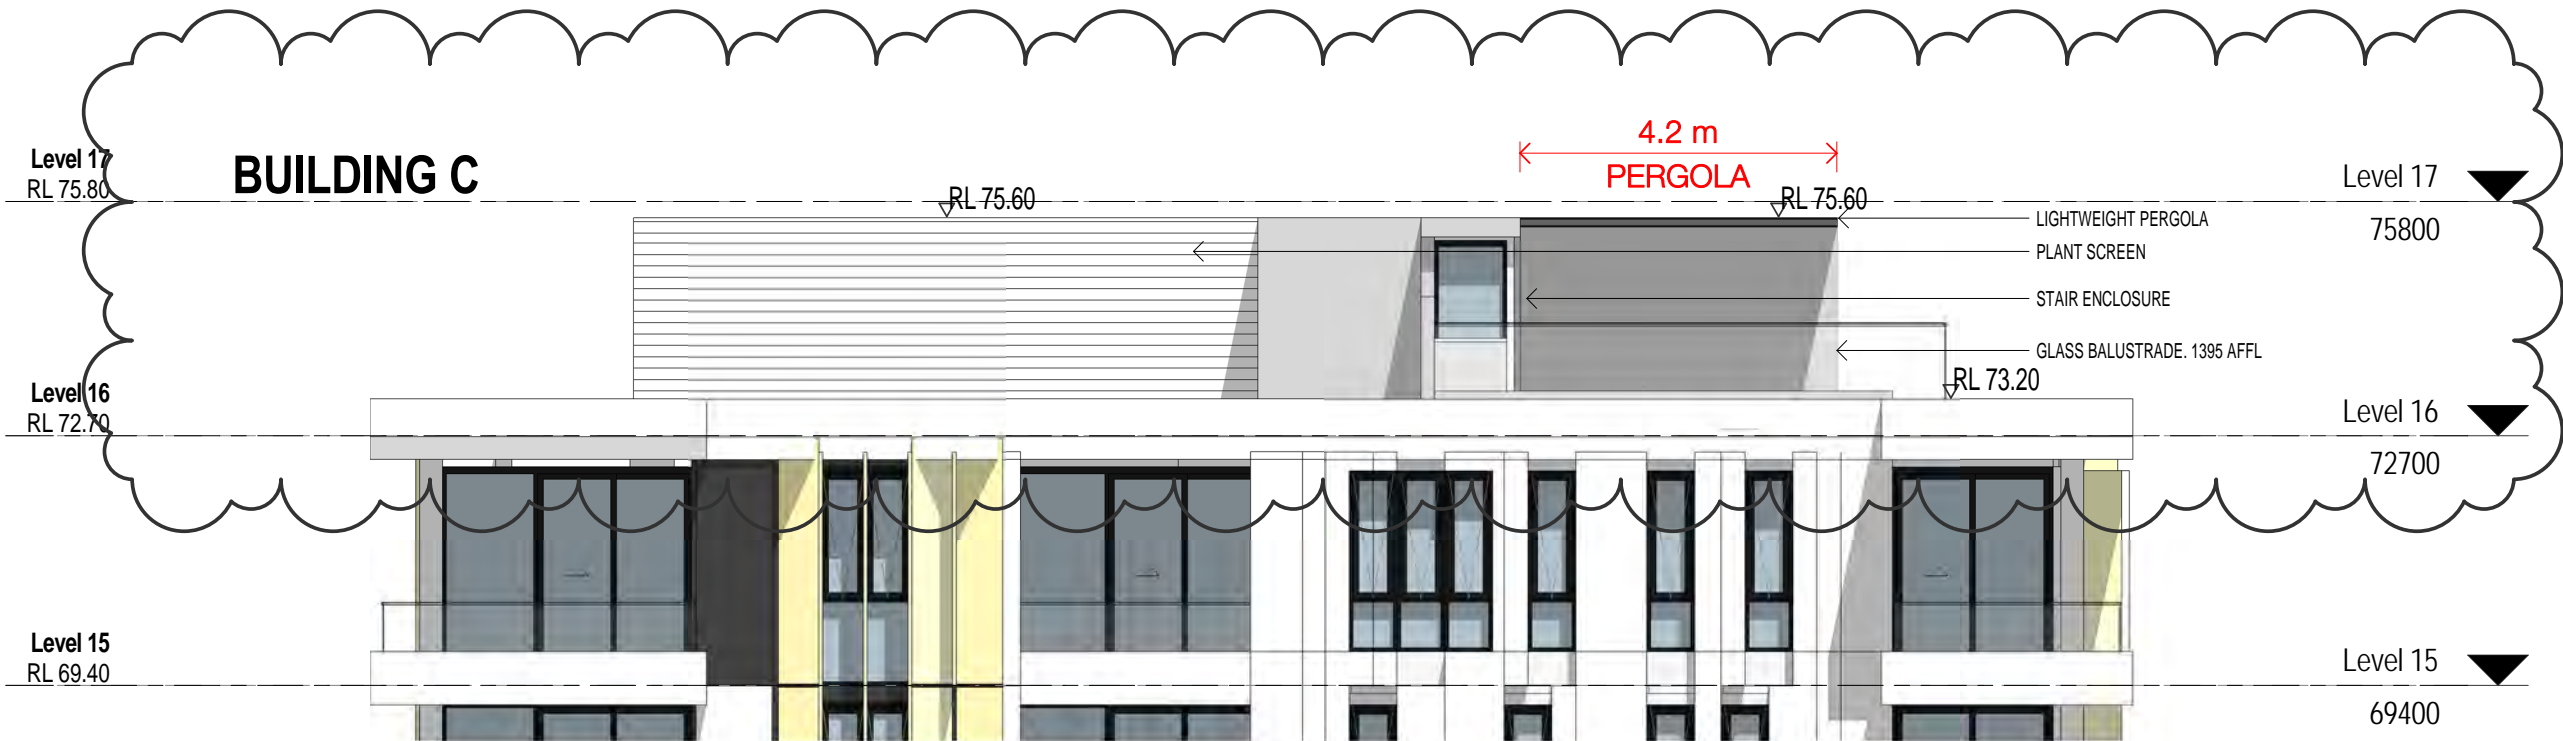 4.2 m
PERGOLA
Level 17
RL 75.80
BUILDING C
RL 75.60
RL 75.60
Level 17
75800
LIGHTWEIGHT PERGOLA
PLANT SCREEN
STAIR ENCLOSURE
GLASS BALUSTRADE. 1395 AFFL
RL 73.20
Level 16
RL 72.70
Level 16
72700
Level 15
RL 69.40
Level 15
69400